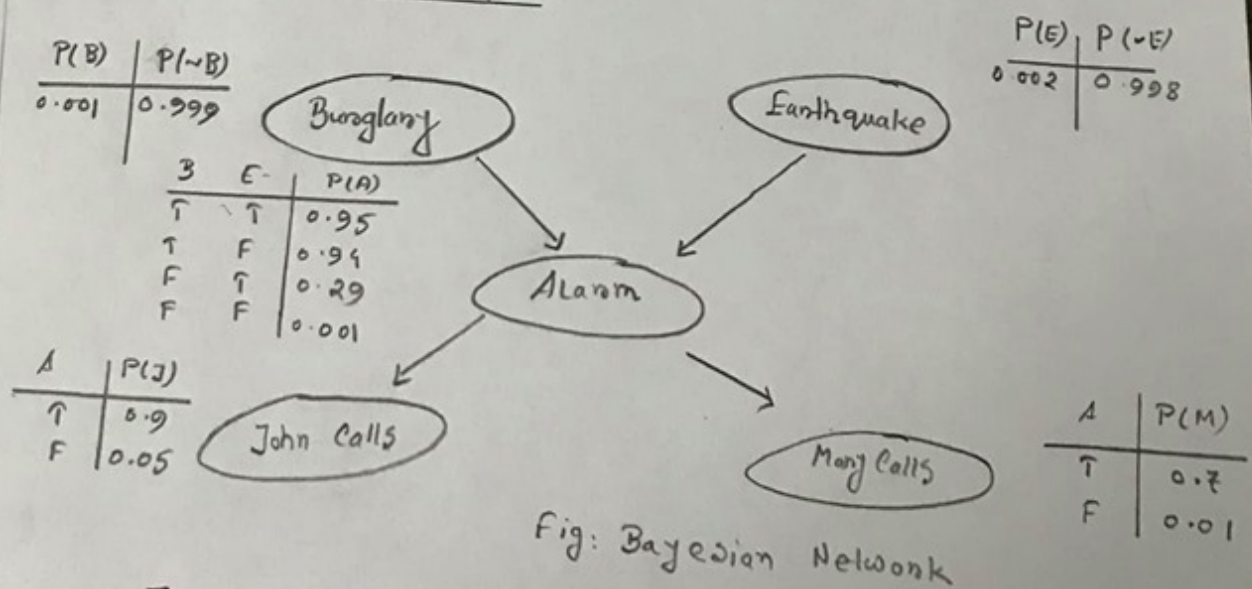 P(B) P(~B)
0.001 0.999
Burglary
P(E) P(~E)
0.002 0.998
Earthquake
B E P(A)
T T 0.95
T F 0.94
F T 0.29
F F 0.001
Alarm
A P(J)
T 0.9
F 0.05
John Calls
Mary Calls
A P(M)
T 0.7
F 0.01
Fig: Bayesian Network